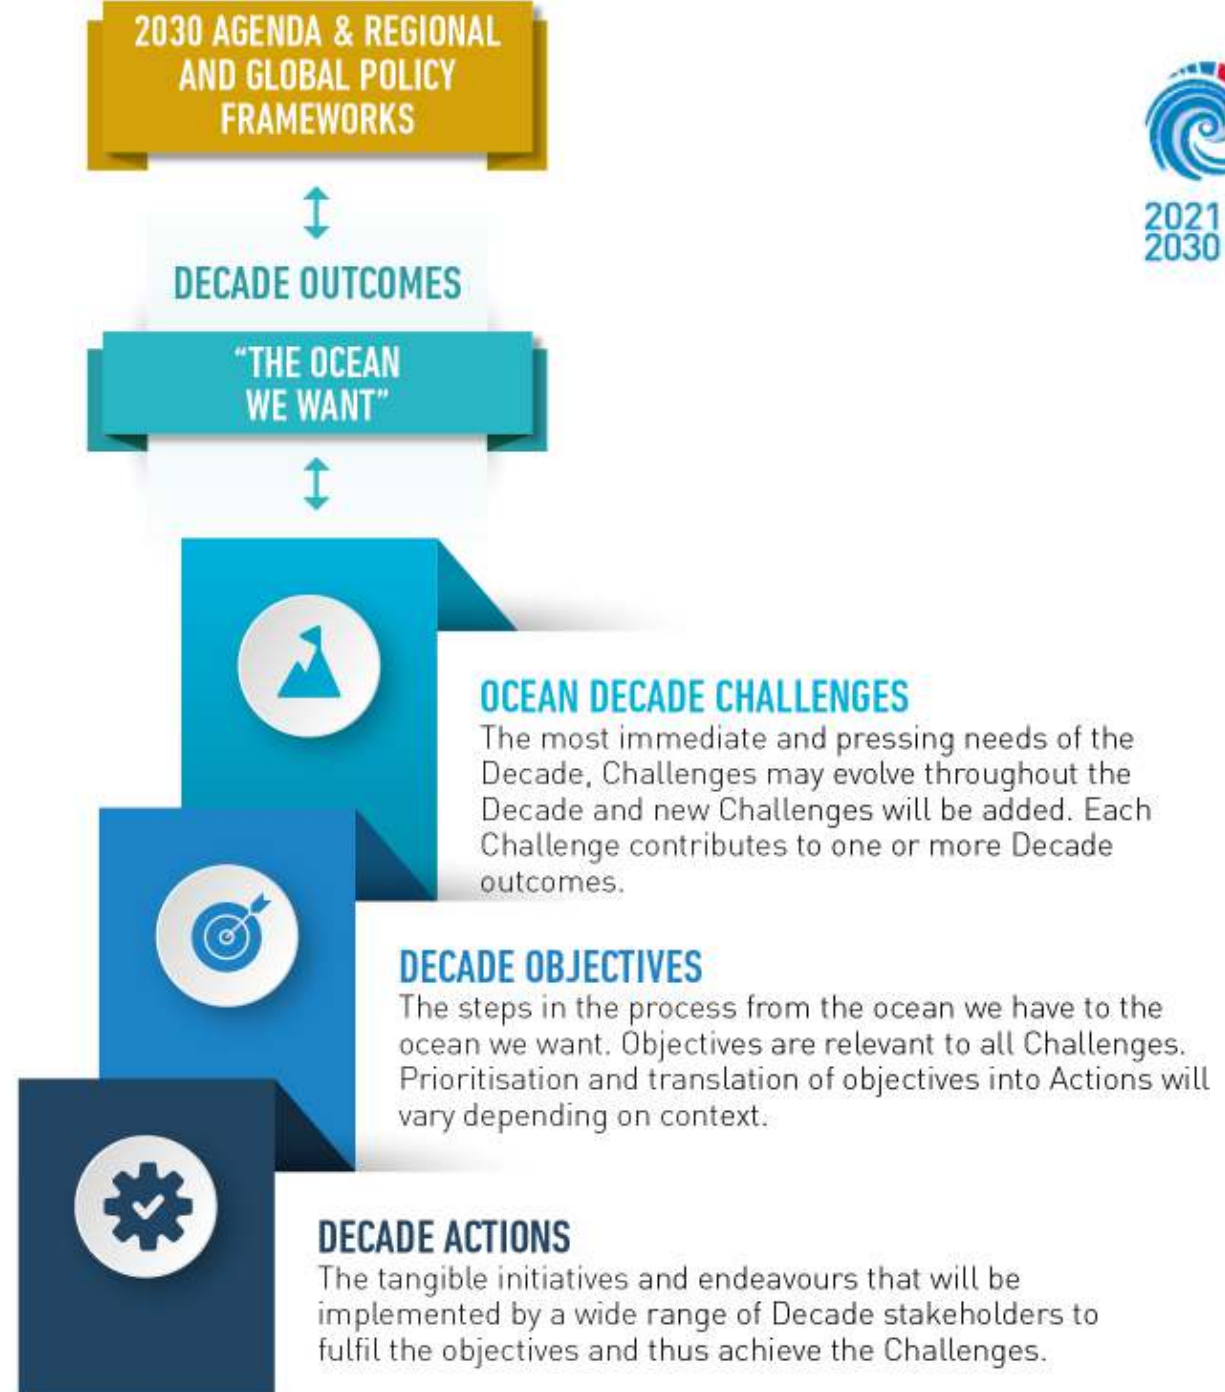 2030 AGENDA & REGIONAL
AND GLOBAL POLICY
FRAMEWORKS
2021
2030
DECADE OUTCOMES
“THE OCEAN
WE WANT”
OCEAN DECADE CHALLENGES
The most immediate and pressing needs of the
Decade, Challenges may evolve throughout the
Decade and new Challenges will be added. Each
Challenge contributes to one or more Decade
outcomes.
DECADE OBJECTIVES
The steps in the process from the ocean we have to the
ocean we want. Objectives are relevant to all Challenges.
Prioritisation and translation of objectives into Actions will
vary depending on context.
DECADE ACTIONS
The tangible initiatives and endeavours that will be
implemented by a wide range of Decade stakeholders to
fulfil the objectives and thus achieve the Challenges.